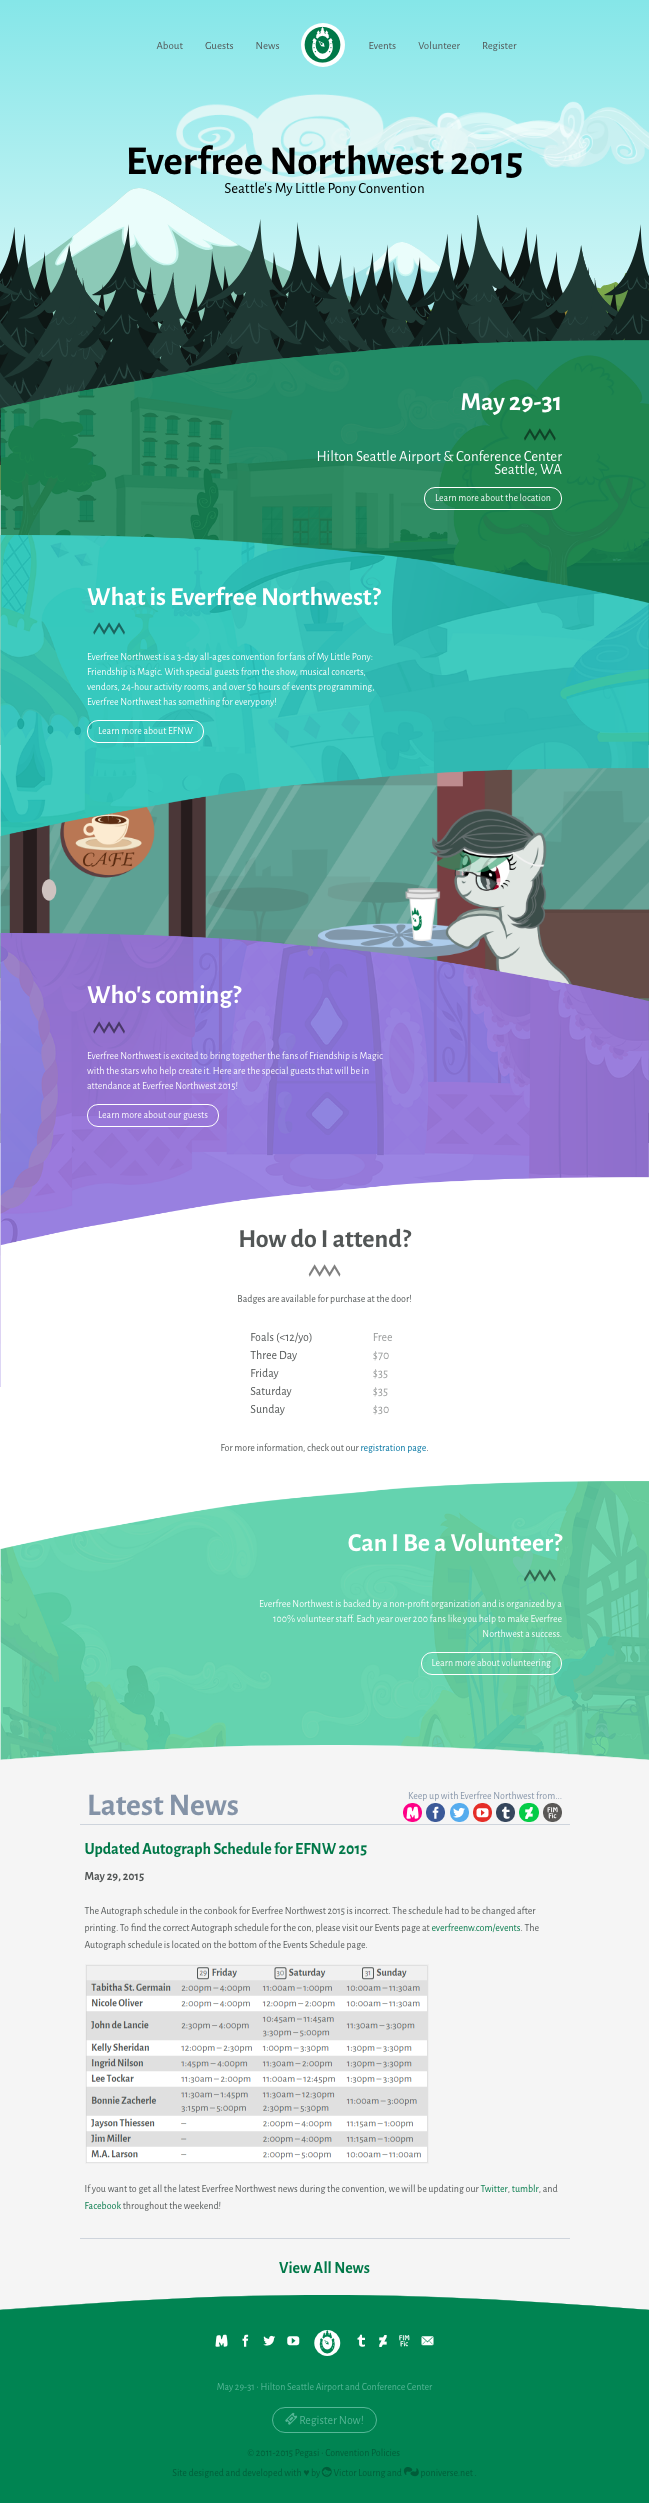 About Guests News Events Volunteer Register
Everfree Northwest 2015
Seattle's My Little Pony Convention
May 29-31
Hilton Seattle Airport & Conference Center
Seattle, WA
Learn more about the location
What is Everfree Northwest?
Everfree Northwest is a 3-day all-ages convention for fans of My Little Pony:
Friendship is Magic. With special guests from the show, musical concerts,
vendors, 24-hour activity rooms, and over 50 hours of events programming,
Everfree Northwest has something for everypony!
Learn more about EFNW
CAFE
Who's coming?
Everfree Northwest is excited to bring together the fans of Friendship is Magic
with the stars who help create it. Here are the special guests that will be in
attendance at Everfree Northwest 2015!
Learn more about our guests
How do I attend?
Badges are available for purchase at the door!
Foals (<12/yo) Free
Three Day $70
Friday $35
Saturday $35
Sunday $30
For more information, check out our registration page.
Can I Be a Volunteer?
Everfree Northwest is backed by a non-profit organization and is organized by a
100% volunteer staff. Each year over 200 fans like you help to make Everfree
Northwest a success.
Learn more about volunteering
Latest News
Keep up with Everfree Northwest from...
FIM
Fic
Updated Autograph Schedule for EFNW 2015
May 29, 2015
The Autograph schedule in the conbook for Everfree Northwest 2015 is incorrect. The schedule had to be changed after
printing. To find the correct Autograph schedule for the con, please visit our Events page at everfreenw.com/events. The
Autograph schedule is located on the bottom of the Events Schedule page.
29 Friday 30 Saturday 31 Sunday
Tabitha St. Germain 2:00pm – 4:00pm 11:00am – 1:00pm 10:00am – 11:30am
Nicole Oliver 2:00pm – 4:00pm 12:00pm – 2:00pm 10:00am – 11:30am
John de Lancie 2:30pm – 4:00pm 10:45am – 11:45am 3:30pm – 5:00pm 11:30am – 3:30pm
Kelly Sheridan 12:00pm – 2:30pm 1:00pm – 3:30pm 1:30pm – 3:30pm
Ingrid Nilson 1:45pm – 4:00pm 11:30am – 2:00pm 1:30pm – 3:30pm
Lee Tockar 11:30am – 2:00pm 11:00am – 12:45pm 1:30pm – 3:30pm
Bonnie Zacherle 11:30am – 1:45pm 3:15pm – 5:00pm 11:30am – 12:30pm 2:30pm – 5:30pm 11:00am – 3:00pm
Jayson Thiessen – 2:00pm – 4:00pm 11:15am – 1:00pm
Jim Miller – 2:00pm – 4:00pm 11:15am – 1:00pm
M.A. Larson – 2:00pm – 5:00pm 10:00am – 11:00am
If you want to get all the latest Everfree Northwest news during the convention, we will be updating our Twitter, tumblr, and
Facebook throughout the weekend!
View All News
FIM
Fic
May 29-31 · Hilton Seattle Airport and Conference Center
Register Now!
© 2011-2015 Pegasi · Convention Policies
Site designed and developed with ♥ by Victor Lourng and poniverse.net